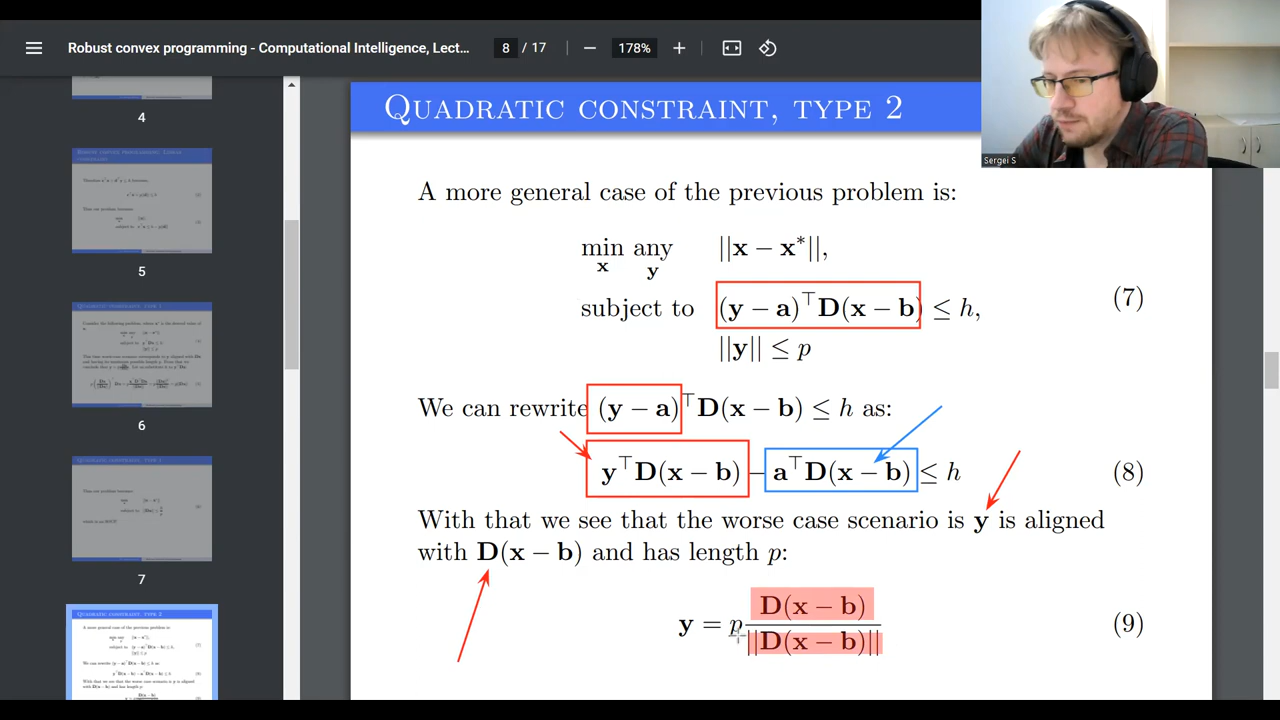 Robust convex programming - Computational Intelligence, Lect...
8 / 17
178%
Sergei S
4
5
6
7
QUADRATIC CONSTRAINT, TYPE 2
A more general case of the previous problem is:
min any ||x − x*||,
x y
subject to (y − a)⊤D(x − b) ≤ h, (7)
||y|| ≤ p
We can rewrite (y − a)⊤D(x − b) ≤ h as:
y⊤D(x − b) − a⊤D(x − b) ≤ h (8)
With that we see that the worse case scenario is y is aligned
with D(x − b) and has length p:
D(x − b)
y = p (9)
||D(x − b)||